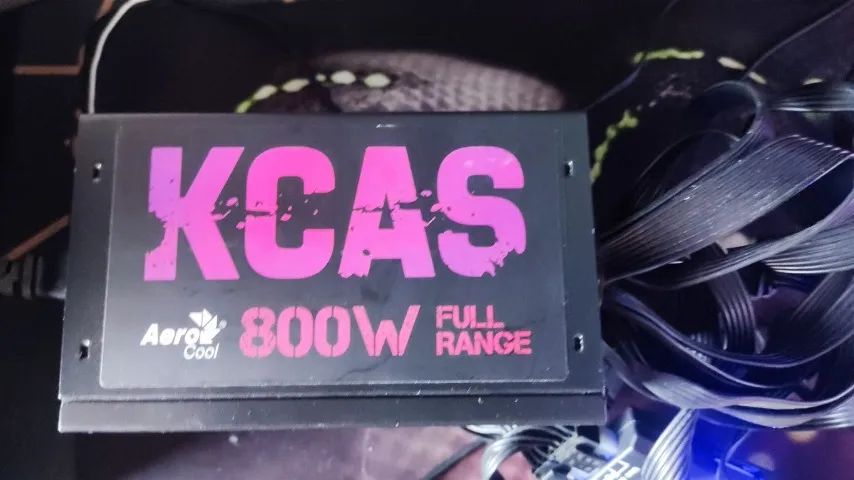 KCAS
Aero
Cool
800W
FULL
RANGE